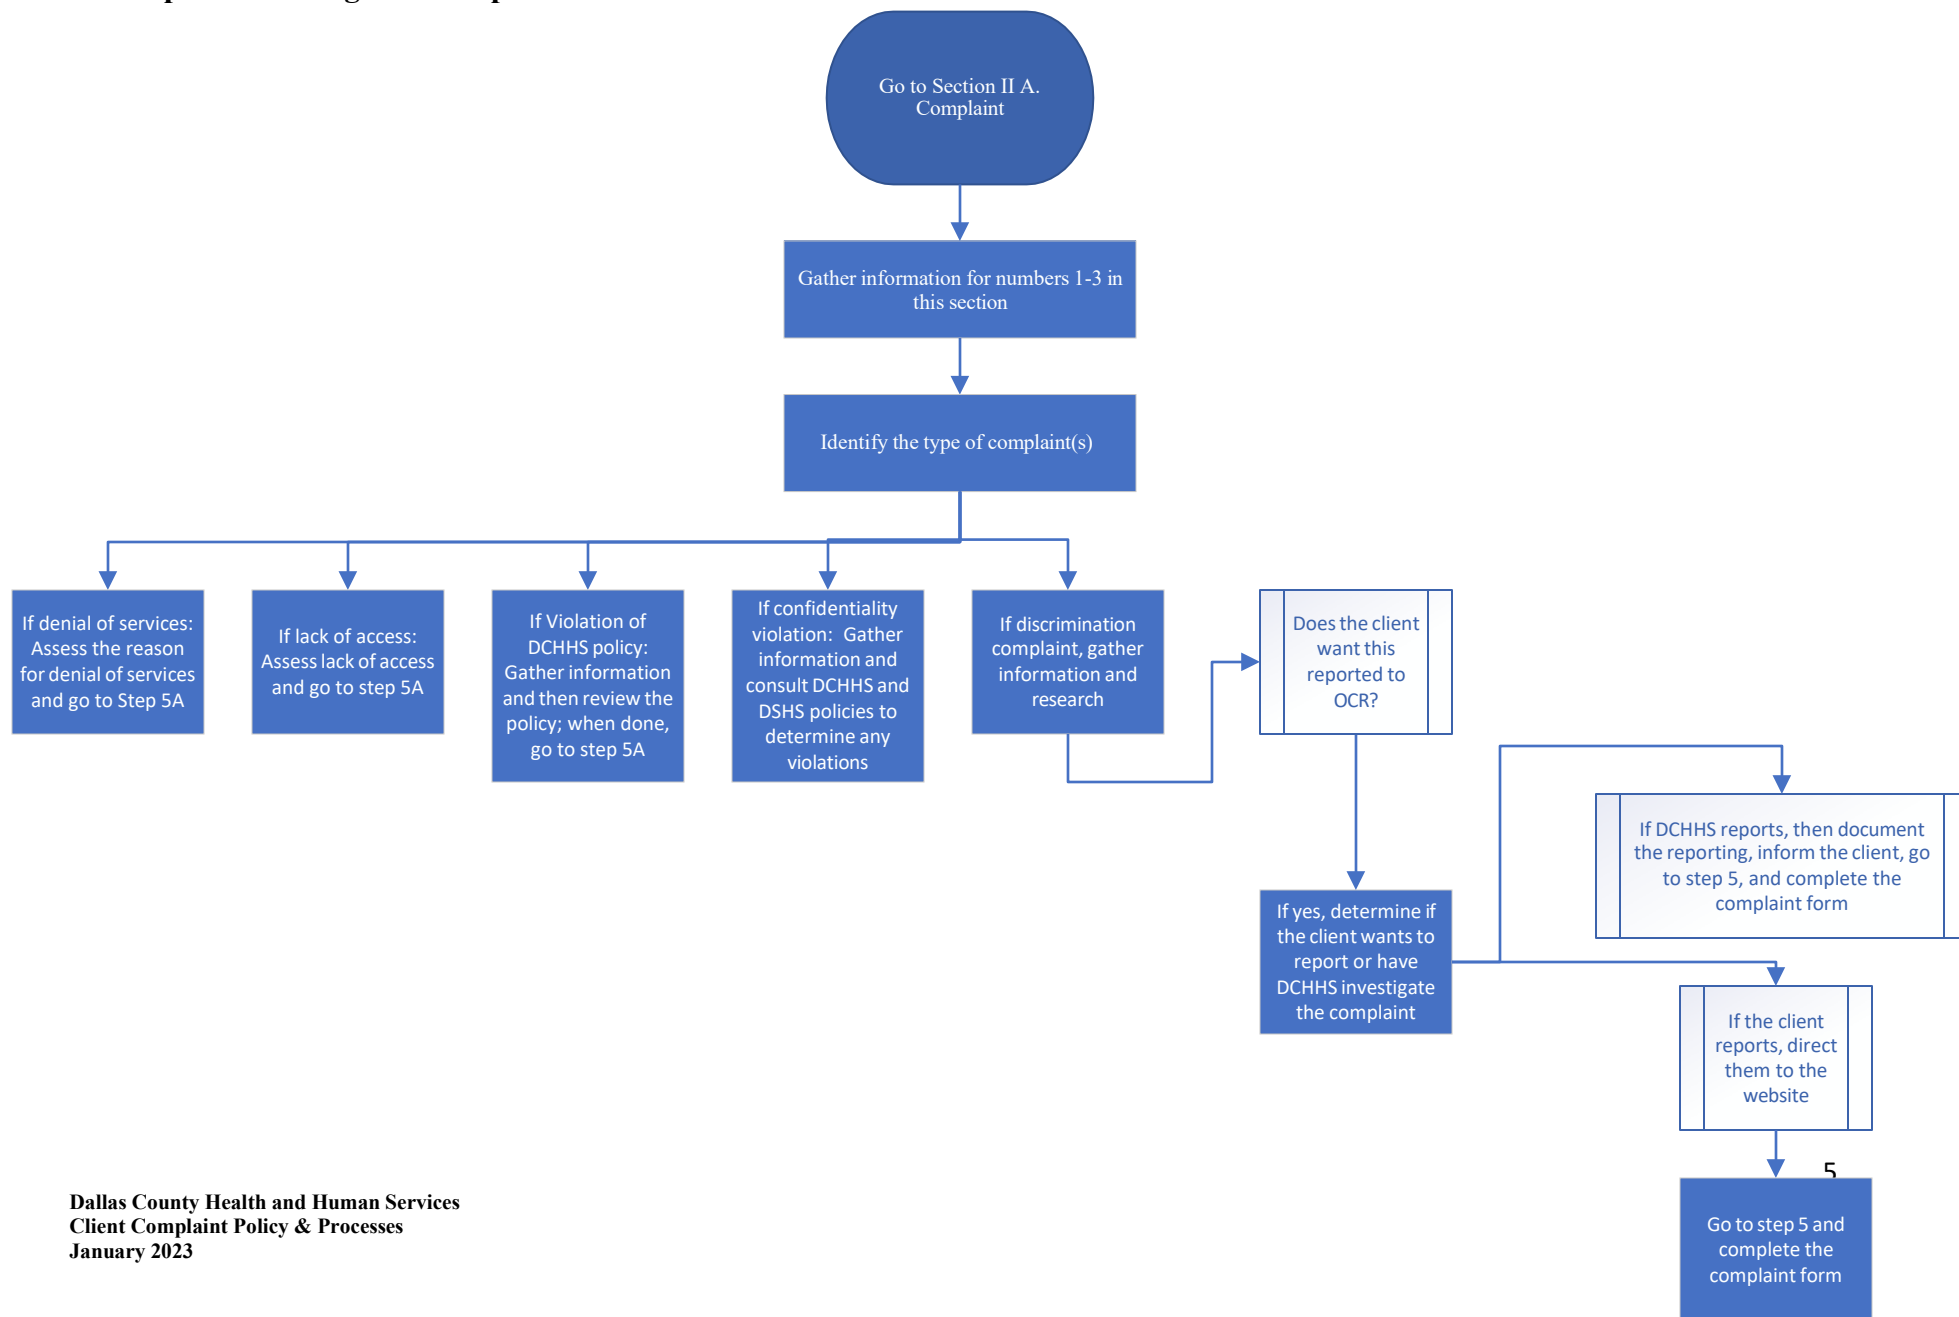 Go to Section II A.
Complaint
Gather information for numbers 1-3 in
this section
Identify the type of complaint(s)
If denial of services:
Assess the reason
for denial of services
and go to Step 5A
If lack of access:
Assess lack of access
and go to step 5A
If Violation of
DCHHS policy:
Gather information
and then review the
policy; when done,
go to step 5A
If confidentiality
violation: Gather
information and
consult DCHHS and
DSHS policies to
determine any
violations
If discrimination
complaint, gather
information and
research
Does the client
want this
reported to
OCR?
If DCHHS reports, then document
the reporting, inform the client, go
to step 5, and complete the
complaint form
If yes, determine if
the client wants to
report or have
DCHHS investigate
the complaint
If the client
reports, direct
them to the
website
5
Go to step 5 and
complete the
complaint form
Dallas County Health and Human Services
Client Complaint Policy & Processes
January 2023